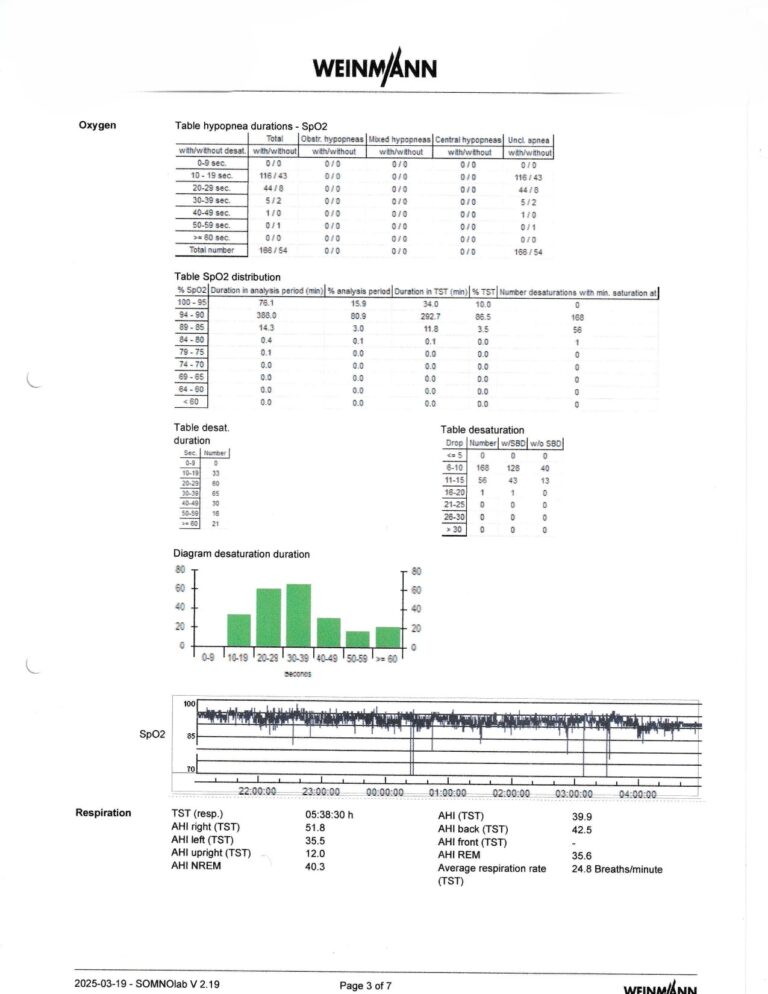 WEINMANN
Oxygen
Table hypopnea durations - SpO2
Total Obstr. hypopneas Mixed hypopneas Central hypopneas Uncl. apnea
with/without desat. with/without with/without with/without with/without with/without
0-9 sec. 0 / 0 0 / 0 0 / 0 0 / 0 0 / 0
10 - 19 sec. 116 / 43 0 / 0 0 / 0 0 / 0 116 / 43
20-29 sec. 44 / 8 0 / 0 0 / 0 0 / 0 44 / 8
30-39 sec. 5 / 2 0 / 0 0 / 0 0 / 0 5 / 2
40-49 sec. 1 / 0 0 / 0 0 / 0 0 / 0 1 / 0
50-59 sec. 0 / 1 0 / 0 0 / 0 0 / 0 0 / 1
>= 60 sec. 0 / 0 0 / 0 0 / 0 0 / 0 0 / 0
Total number 166 / 54 0 / 0 0 / 0 0 / 0 166 / 54
Table SpO2 distribution
% SpO2 Duration in analysis period (min) % analysis period Duration in TST (min) % TST Number desaturations with min. saturation at
100 - 95 76.1 15.9 34.0 10.0 0
94 - 90 388.0 80.9 292.7 86.5 168
89 - 85 14.3 3.0 11.8 3.5 56
84 - 80 0.4 0.1 0.1 0.0 1
79 - 75 0.1 0.0 0.0 0.0 0
74 - 70 0.0 0.0 0.0 0.0 0
69 - 65 0.0 0.0 0.0 0.0 0
64 - 60 0.0 0.0 0.0 0.0 0
< 60 0.0 0.0 0.0 0.0 0
Table desat.
duration
Sec. Number
0-9 0
10-19 33
20-29 60
30-39 65
40-49 30
50-59 16
>= 60 21
Table desaturation
Drop Number w/SBD w/o SBD
<= 5 0 0 0
6-10 168 128 40
11-15 56 43 13
16-20 1 1 0
21-25 0 0 0
26-30 0 0 0
> 30 0 0 0
Diagram desaturation duration
80 80
60 60
40 40
20 20
0 0
0-9 10-19 20-29 30-39 40-49 50-59 >= 60
seconds
100
SpO2 85
70
22:00:00 23:00:00 00:00:00 01:00:00 02:00:00 03:00:00 04:00:00
Respiration
TST (resp.) 05:38:30 h AHI (TST) 39.9
AHI right (TST) 51.8 AHI back (TST) 42.5
AHI left (TST) 35.5 AHI front (TST) -
AHI upright (TST) 12.0 AHI REM 35.6
AHI NREM 40.3 Average respiration rate 24.8 Breaths/minute
(TST)
2025-03-19 - SOMNOlab V 2.19 Page 3 of 7 WEINMANN